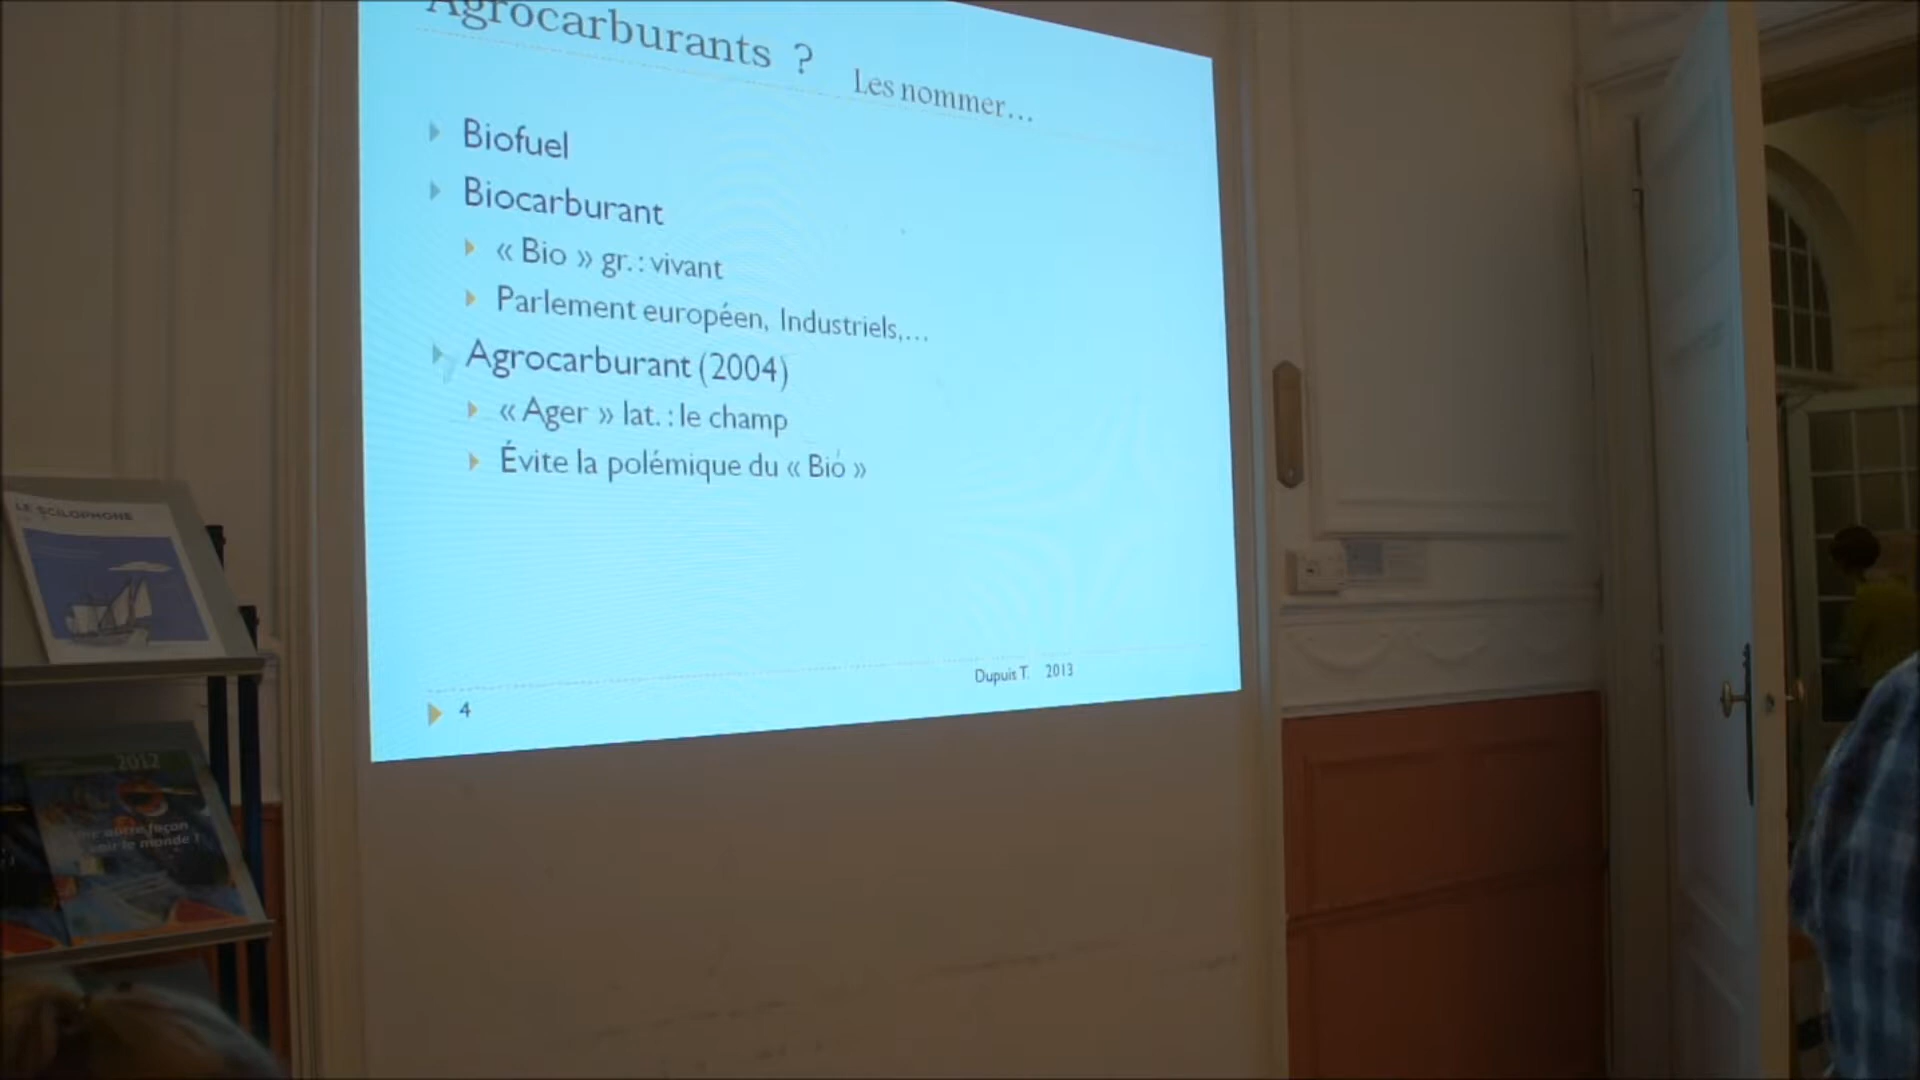 Agrocarburants ?
Les nommer...
Biofuel
Biocarburant
« Bio » gr. : vivant
Parlement européen, Industriels,...
Agrocarburant (2004)
« Ager » lat. : le champ
Évite la polémique du « Bio »
Dupuis T. 2013
4
LE SCILOPHONE
2012
autre façon
voir le monde !